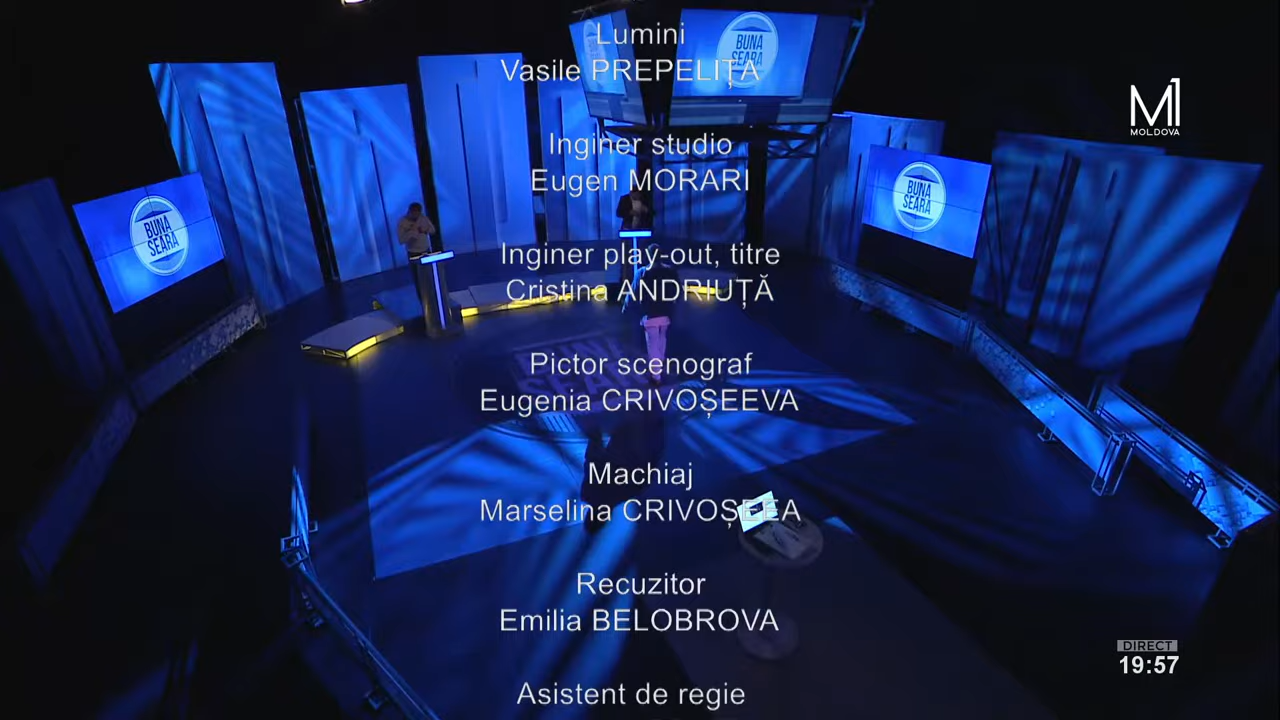 Lumini
Vasile PREPELIȚA
BUNA
SEARA
M1
MOLDOVA
Inginer studio
Eugen MORARI
BUNA
SEARA
BUNA
SEARA
Inginer play-out, titre
Cristina ANDRIUȚĂ
Pictor scenograf
Eugenia CRIVOȘEEVA
SEARA
Machiaj
Marselina CRIVOȘEEA
Recuzitor
Emilia BELOBROVA
DIRECT
19:57
Asistent de regie